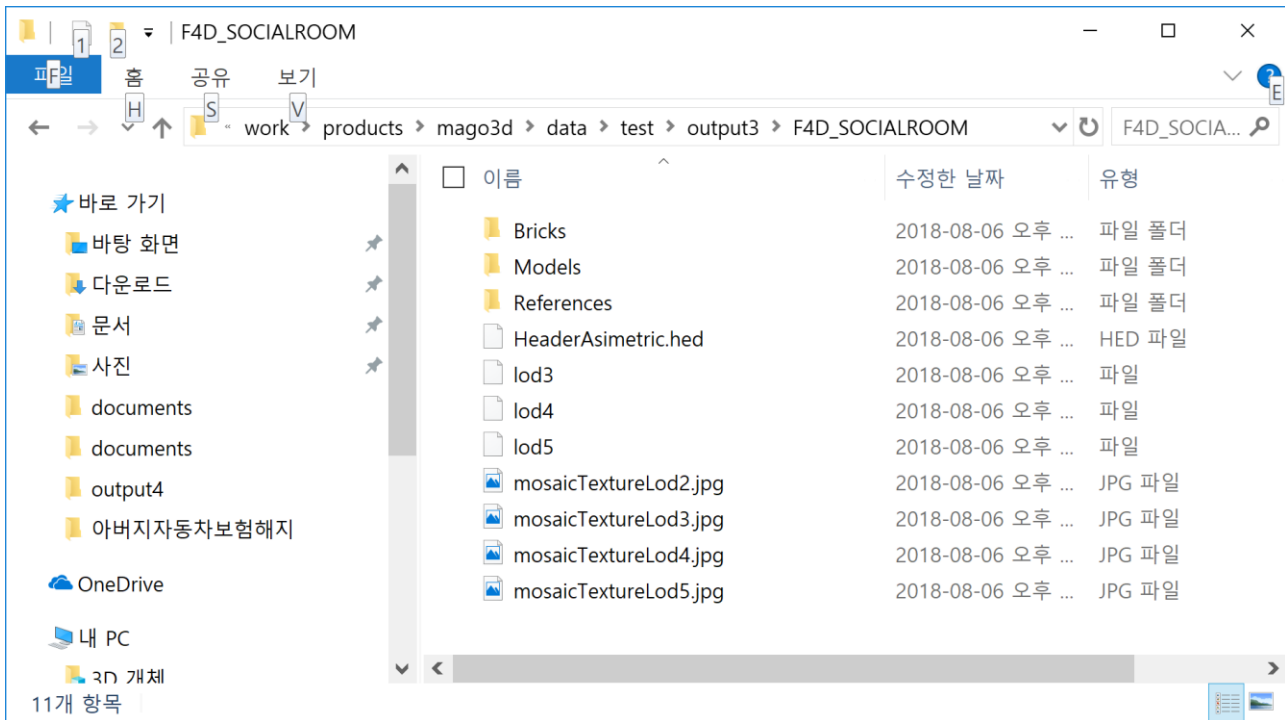 1 2 F4D_SOCIALROOM
파일 홈 공유 보기
F H S V E
« work > products > mago3d > data > test > output3 > F4D_SOCIALROOM F4D_SOCIA...
이름 수정한 날짜 유형
바로 가기
바탕 화면
다운로드
문서
사진
documents
documents
output4
아버지자동차보험해지
OneDrive
내 PC
3D 개체
Bricks 2018-08-06 오후 ... 파일 폴더
Models 2018-08-06 오후 ... 파일 폴더
References 2018-08-06 오후 ... 파일 폴더
HeaderAsimetric.hed 2018-08-06 오후 ... HED 파일
lod3 2018-08-06 오후 ... 파일
lod4 2018-08-06 오후 ... 파일
lod5 2018-08-06 오후 ... 파일
mosaicTextureLod2.jpg 2018-08-06 오후 ... JPG 파일
mosaicTextureLod3.jpg 2018-08-06 오후 ... JPG 파일
mosaicTextureLod4.jpg 2018-08-06 오후 ... JPG 파일
mosaicTextureLod5.jpg 2018-08-06 오후 ... JPG 파일
11개 항목